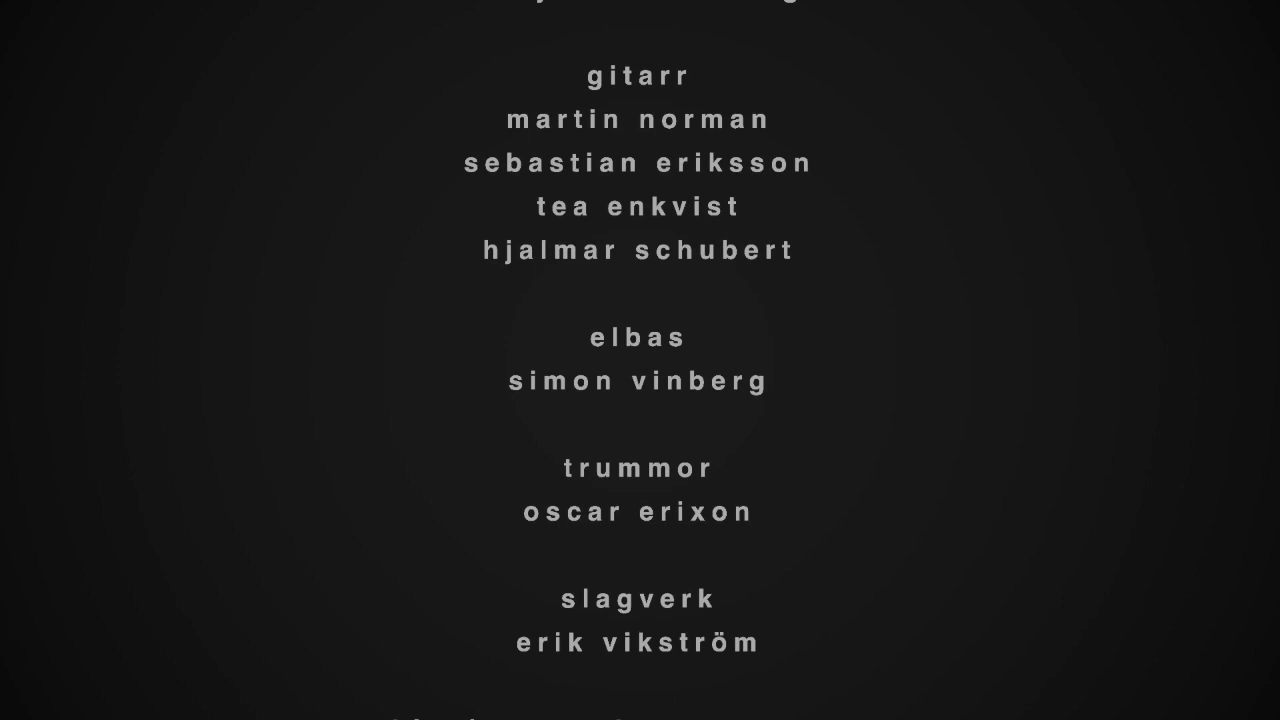 gitarr
martin norman
sebastian eriksson
tea enkvist
hjalmar schubert
elbas
simon vinberg
trummor
oscar erixon
slagverk
erik vikström